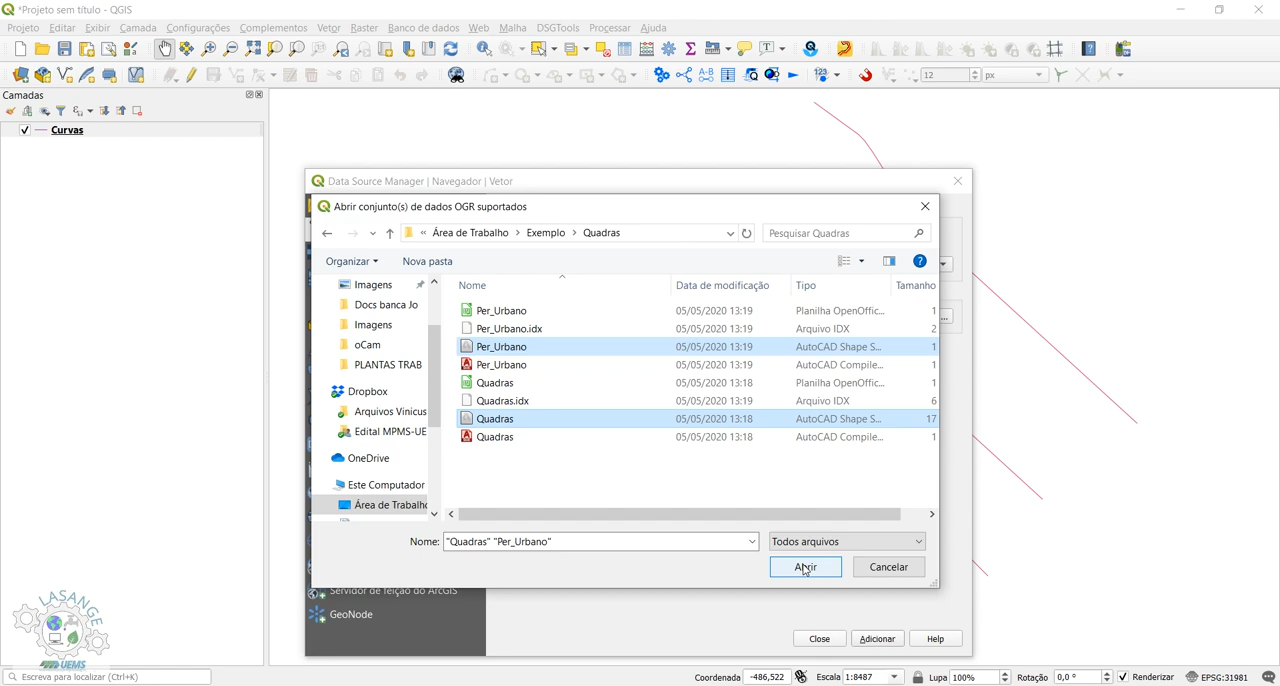 *Projeto sem título - QGIS
Projeto Editar Exibir Camada Configurações Complementos Vetor Raster Banco de dados Web Malha DSGTools Processar Ajuda
12 px
Camadas
Curvas
Data Source Manager | Navegador | Vetor
Abrir conjunto(s) de dados OGR suportados
« Área de Trabalho › Exemplo › Quadras
Pesquisar Quadras
Organizar Nova pasta
Nome Data de modificação Tipo Tamanho
Imagens
Docs banca Jo
Imagens
oCam
PLANTAS TRAB
Dropbox
Arquivos Vinicus
Edital MPMS-UE
OneDrive
Este Computador
Área de Trabalho
Per_Urbano 05/05/2020 13:19 Planilha OpenOffic... 1
Per_Urbano.idx 05/05/2020 13:19 Arquivo IDX 2
Per_Urbano 05/05/2020 13:19 AutoCAD Shape S... 1
Per_Urbano 05/05/2020 13:19 AutoCAD Compile... 1
Quadras 05/05/2020 13:18 Planilha OpenOffic... 1
Quadras.idx 05/05/2020 13:19 Arquivo IDX 6
Quadras 05/05/2020 13:18 AutoCAD Shape S... 17
Quadras 05/05/2020 13:18 AutoCAD Compile... 1
Nome: "Quadras" "Per_Urbano" Todos arquivos
Abrir Cancelar
Servidor de feição do ArcGIS
GeoNode
Close Adicionar Help
LASANGE
UEMS
Escreva para localizar (Ctrl+K) Coordenada -486,522 Escala 1:8487 Lupa 100% Rotação 0,0 ° Renderizar EPSG:31981